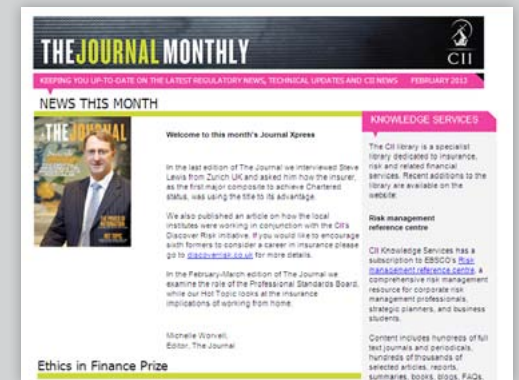 THE JOURNAL MONTHLY
CII
KEEPING YOU UP-TO-DATE ON THE LATEST REGULATORY NEWS, TECHNICAL UPDATES AND CII NEWS FEBRUARY 2013
NEWS THIS MONTH
THE JOURNAL
Welcome to this month's Journal Xpress
In the last edition of The Journal we interviewed Steve
Lewis from Zurich UK and asked him how the insurer,
as the first major composite to achieve Chartered
status, was using the title to its advantage.
We also published an article on how the local
institutes were working in conjunction with the CII's
Discover Risk initiative. If you would like to encourage
sixth formers to consider a career in insurance please
go to discoverrisk.co.uk for more details.
In the February-March edition of The Journal we
examine the role of the Professional Standards Board,
while our Hot Topic looks at the insurance
implications of working from home.
Michelle Worvell,
Editor, The Journal
Ethics in Finance Prize
KNOWLEDGE SERVICES
The CII library is a specialist
library dedicated to insurance,
risk and related financial
services. Recent additions to the
library are available on the
website.
Risk management
reference centre
CII Knowledge Services has a
subscription to EBSCO's Risk
management reference centre, a
comprehensive risk management
resource for corporate risk
management professionals,
strategic planners, and business
students.
Content includes hundreds of full
text journals and periodicals,
hundreds of thousands of
selected articles, reports,
summaries, books, blogs, FAQs,